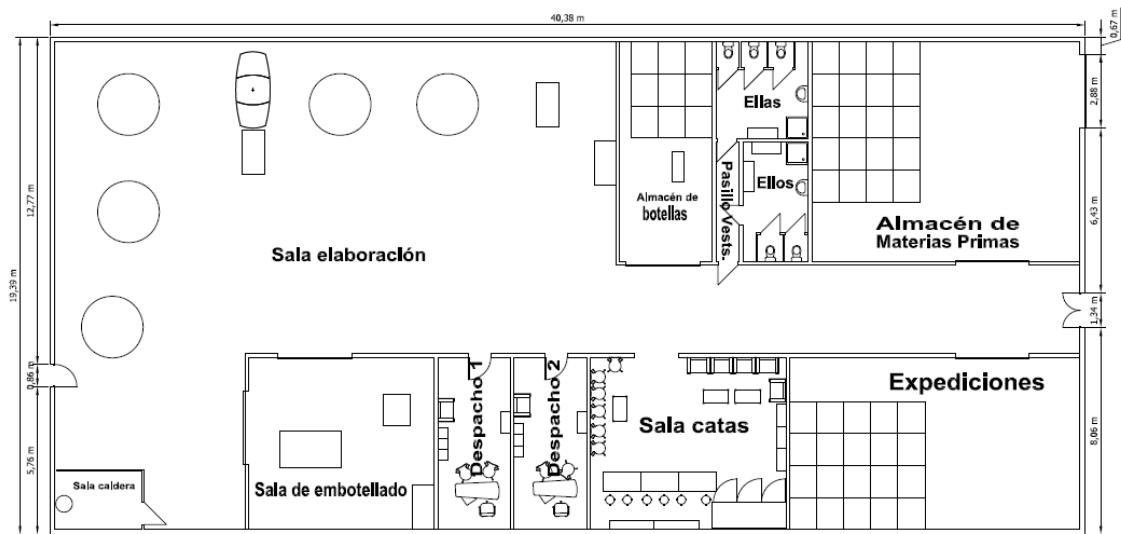 40,38 m
0,67 m
2,88 m
Ellas
12,77 m
Pasillo Vests.
Ellos
Almacén de
botellas
6,43 m
Almacén de
Materias Primas
Sala elaboración
19,39 m
1,34 m
0,86 m
Despacho 1
Despacho 2
Expediciones
Sala catas
8,06 m
5,76 m
Sala caldera
Sala de embotellado